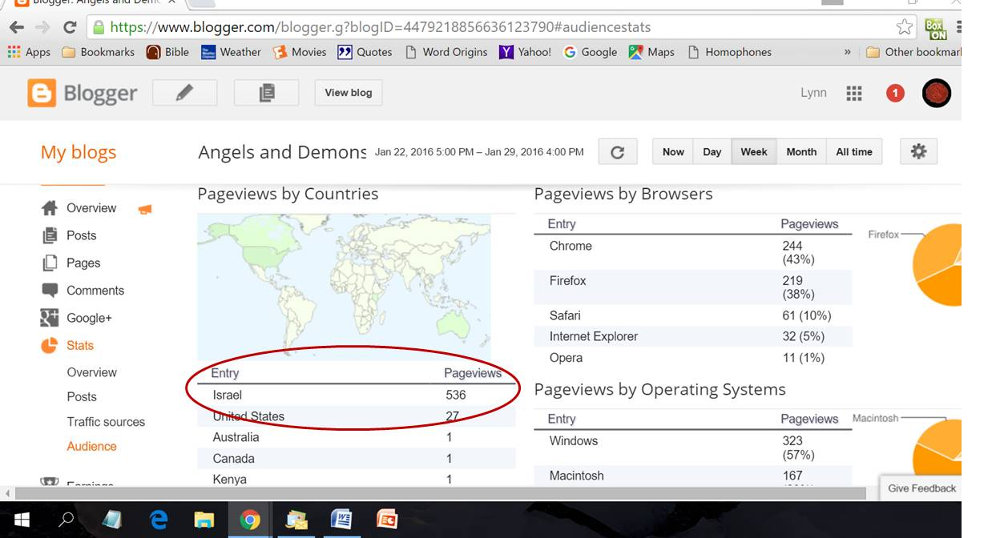 Blogger: Angels and Demo
https://www.blogger.com/blogger.g?blogID=4479218856636123790#audiencestats
Box ON
Apps Bookmarks Bible Weather Movies Quotes Word Origins Yahoo! Google Maps Homophones » Other bookmar
Blogger View blog Lynn 1
My blogs Angels and Demons Jan 22, 2016 5:00 PM – Jan 29, 2016 4:00 PM Now Day Week Month All time
Overview
Posts
Pages
Comments
Google+
Stats
Overview
Posts
Traffic sources
Audience
Earnings
Pageviews by Countries
Entry Pageviews
Israel 536
United States 27
Australia 1
Canada 1
Kenya 1
Pageviews by Browsers
Entry Pageviews
Chrome 244
(43%)
Firefox 219
(38%)
Safari 61 (10%)
Internet Explorer 32 (5%)
Opera 11 (1%)
Firefox
Pageviews by Operating Systems
Entry Pageviews
Windows 323
(57%)
Macintosh 167
Macintosh
Give Feedback